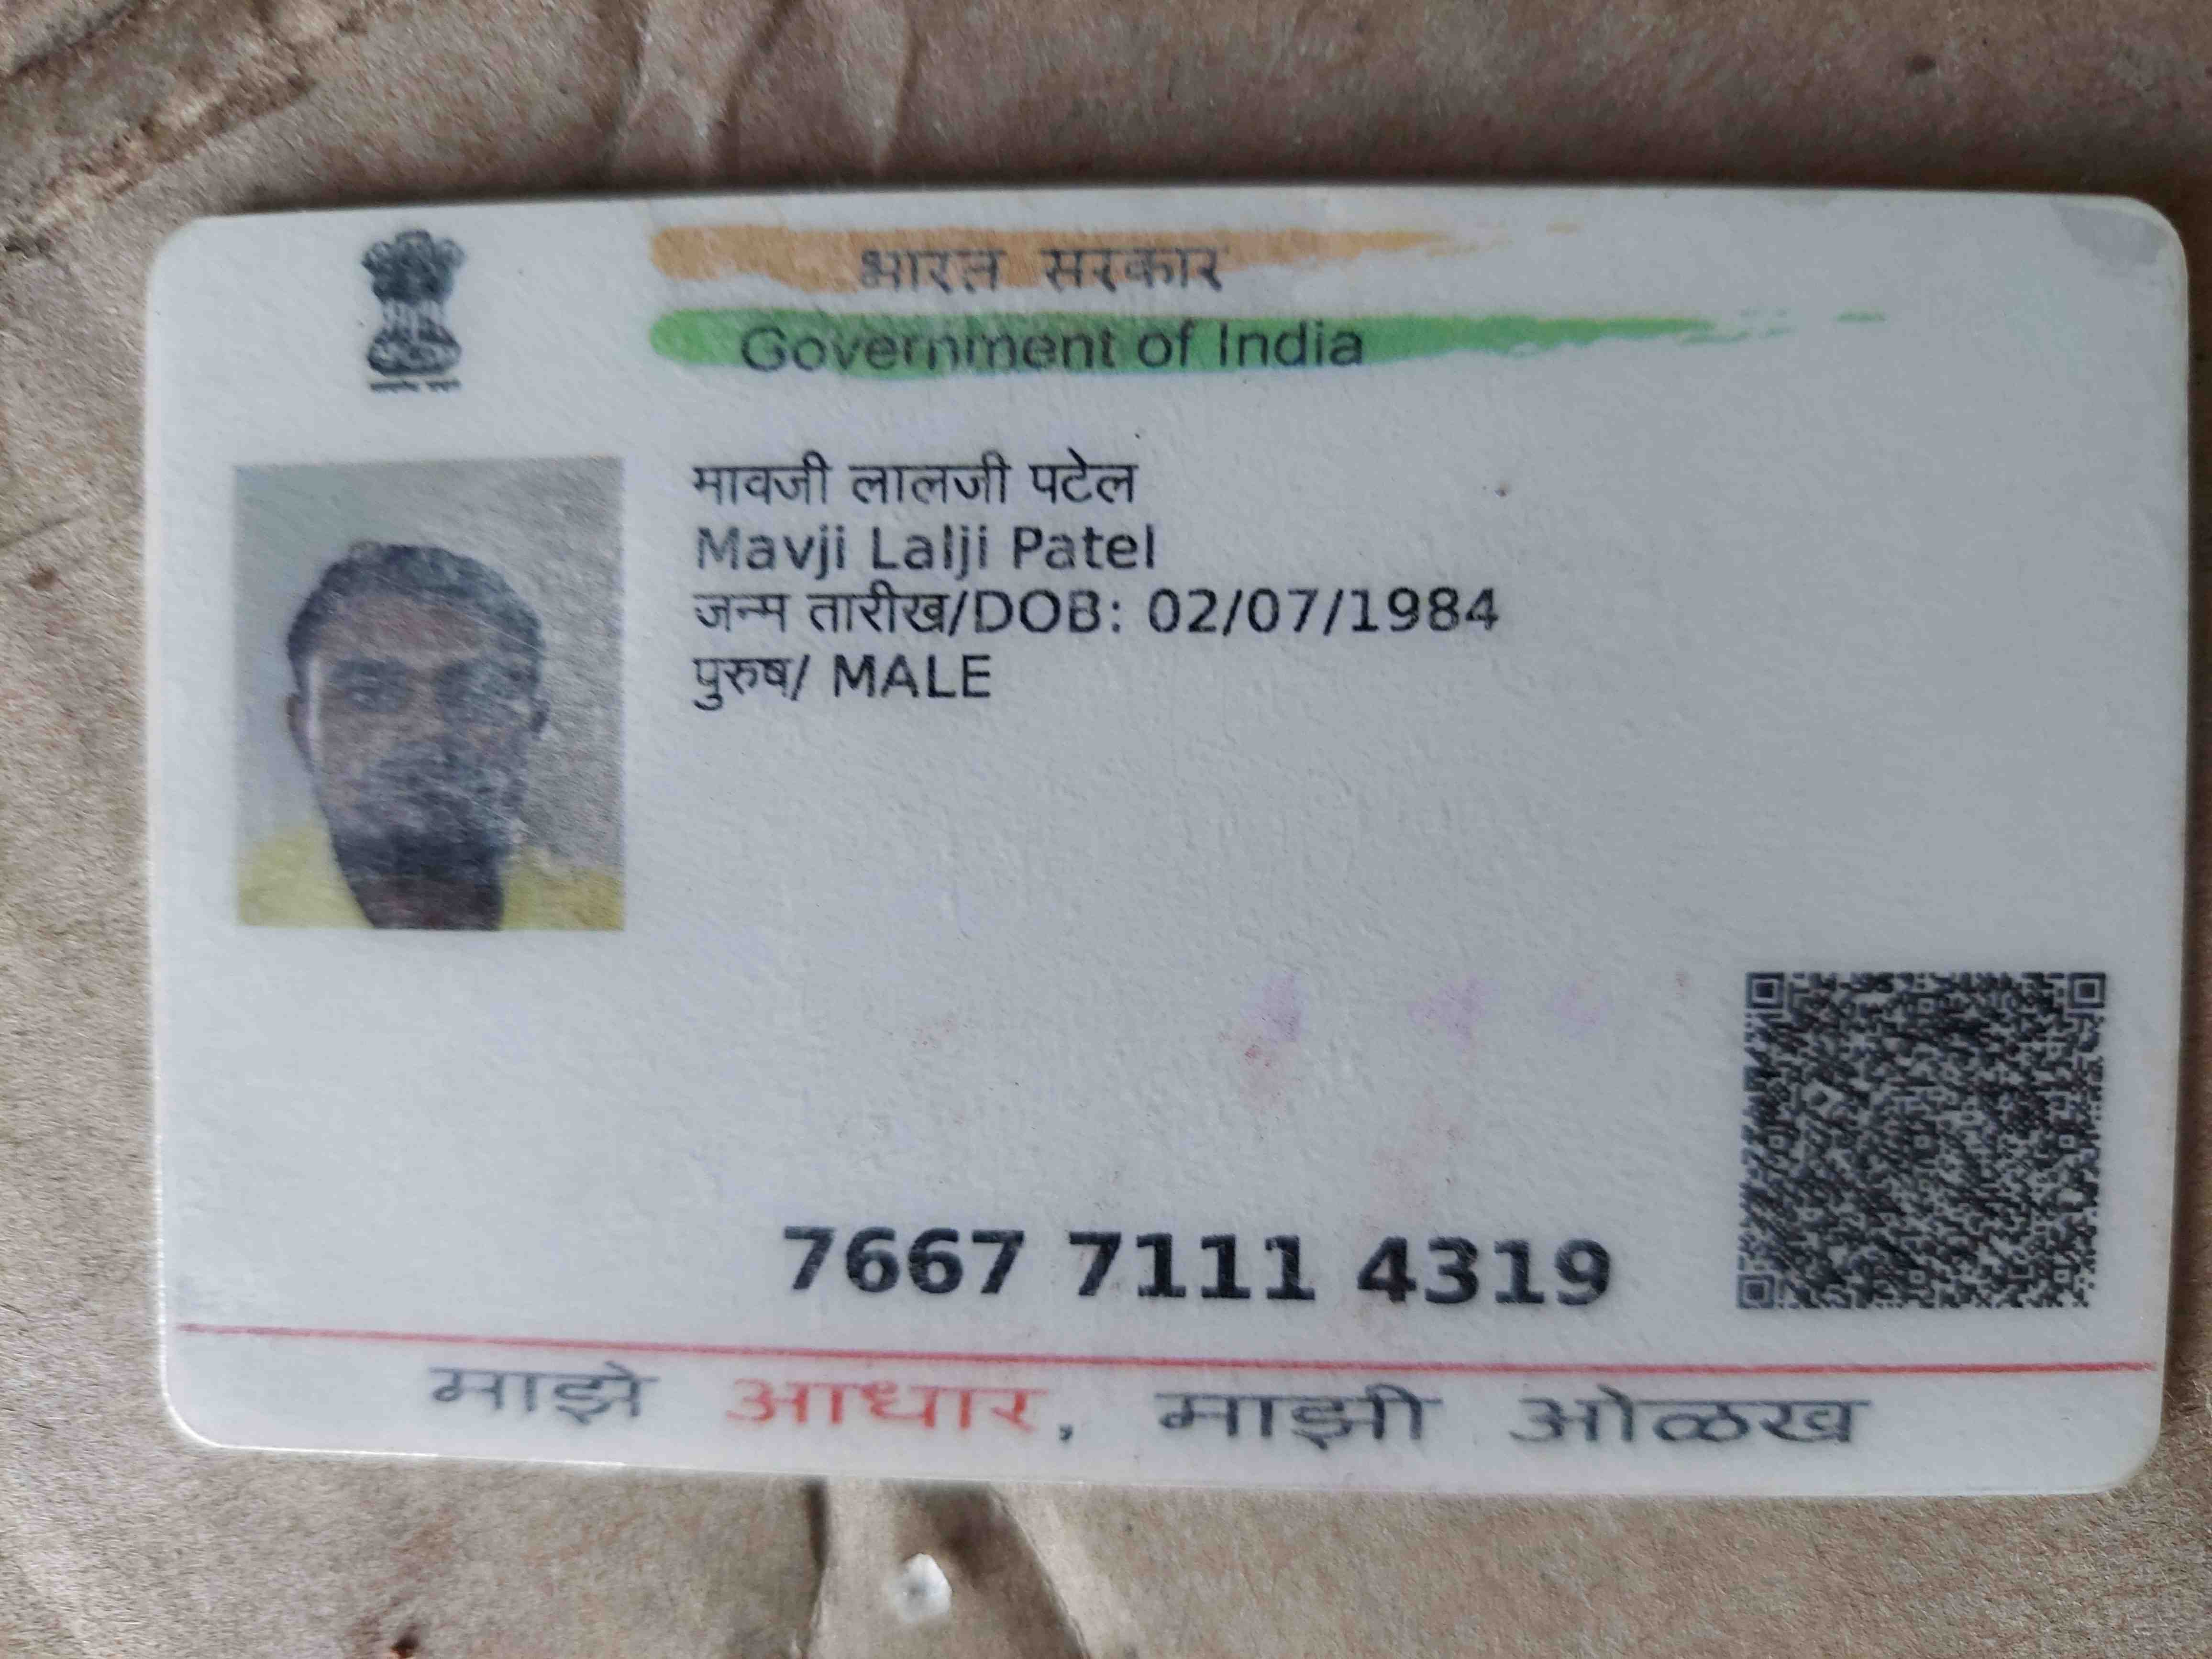 भारत सरकार
Government of India
मावजी लालजी पटेल
Mavji Lalji Patel
जन्म तारीख/DOB: 02/07/1984
पुरुष/ MALE
7667 7111 4319
माझे आधार, माझी ओळख